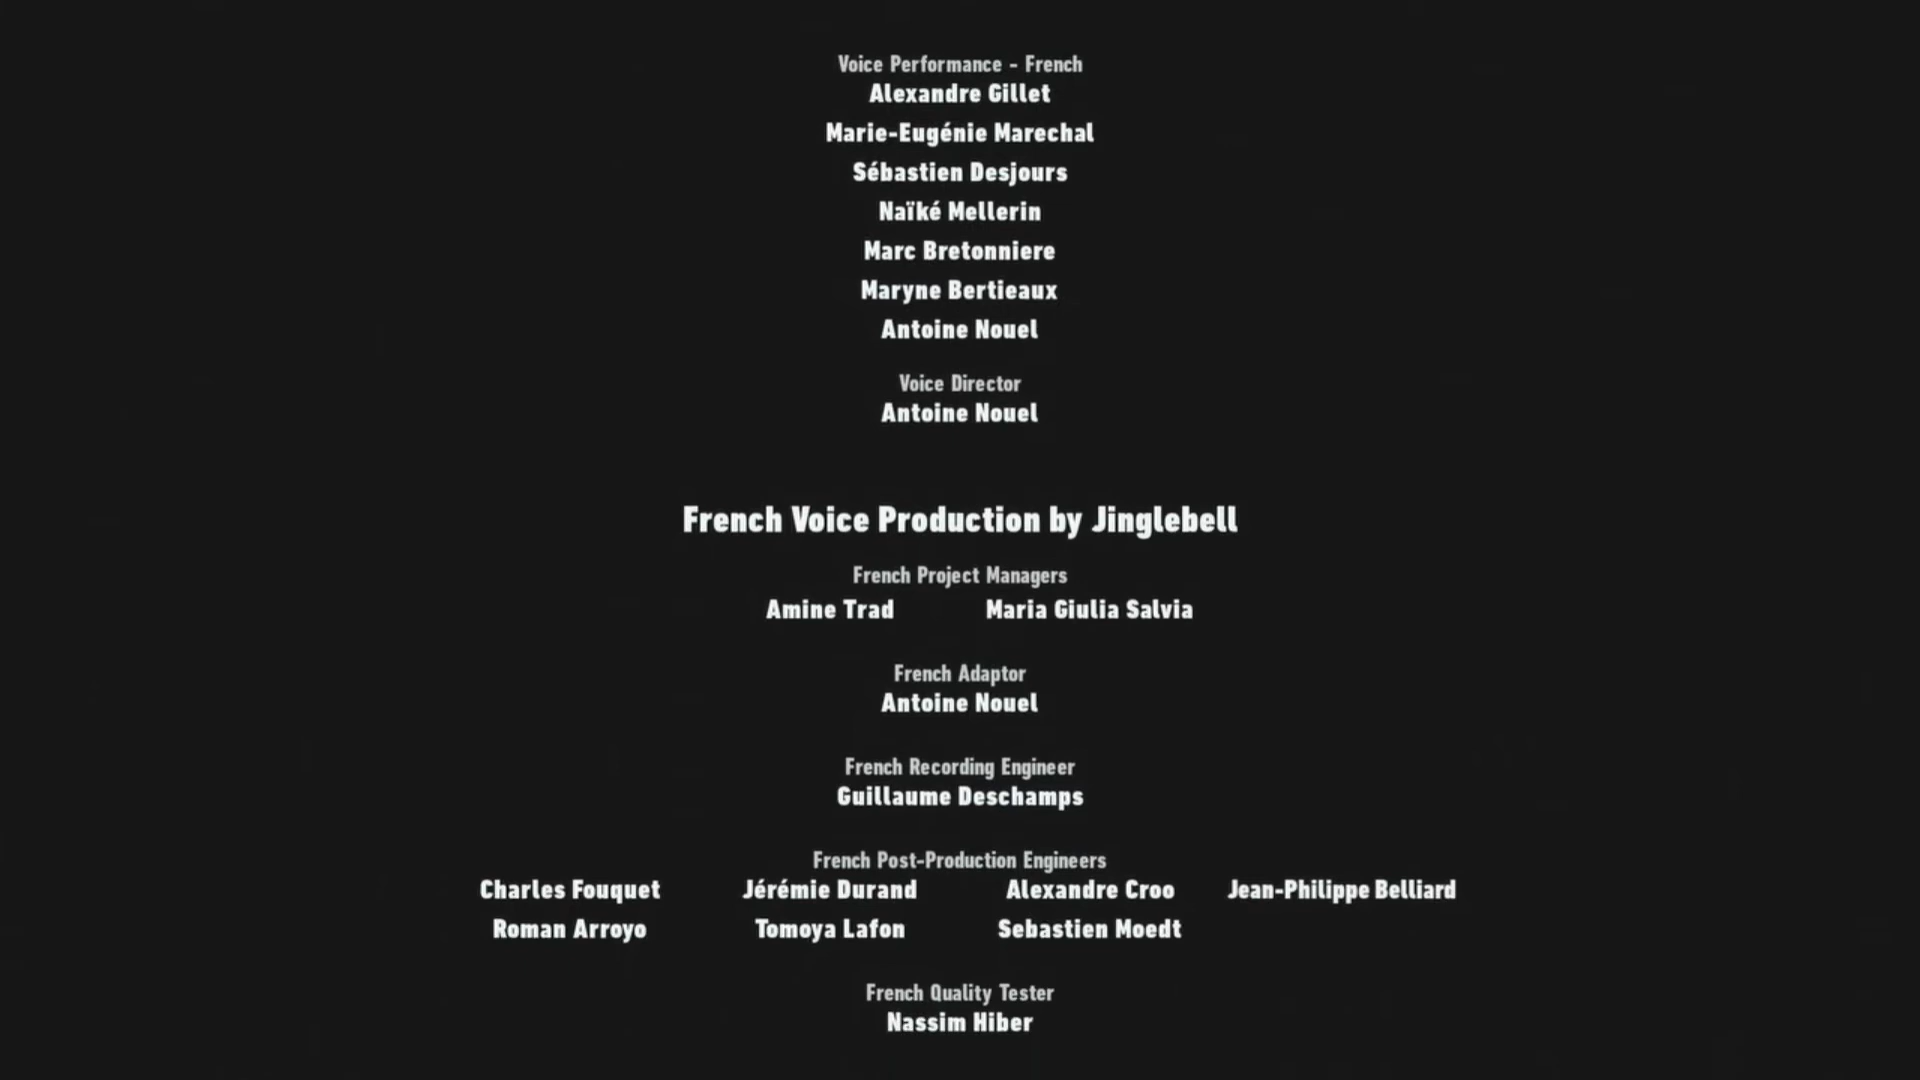 Voice Performance - French
Alexandre Gillet
Marie-Eugénie Marechal
Sébastien Desjours
Naïké Mellerin
Marc Bretonniere
Maryne Bertieaux
Antoine Nouel
Voice Director
Antoine Nouel
French Voice Production by Jinglebell
French Project Managers
Amine Trad Maria Giulia Salvia
French Adaptor
Antoine Nouel
French Recording Engineer
Guillaume Deschamps
French Post-Production Engineers
Charles Fouquet Jérémie Durand Alexandre Croo Jean-Philippe Belliard
Roman Arroyo Tomoya Lafon Sebastien Moedt
French Quality Tester
Nassim Hiber